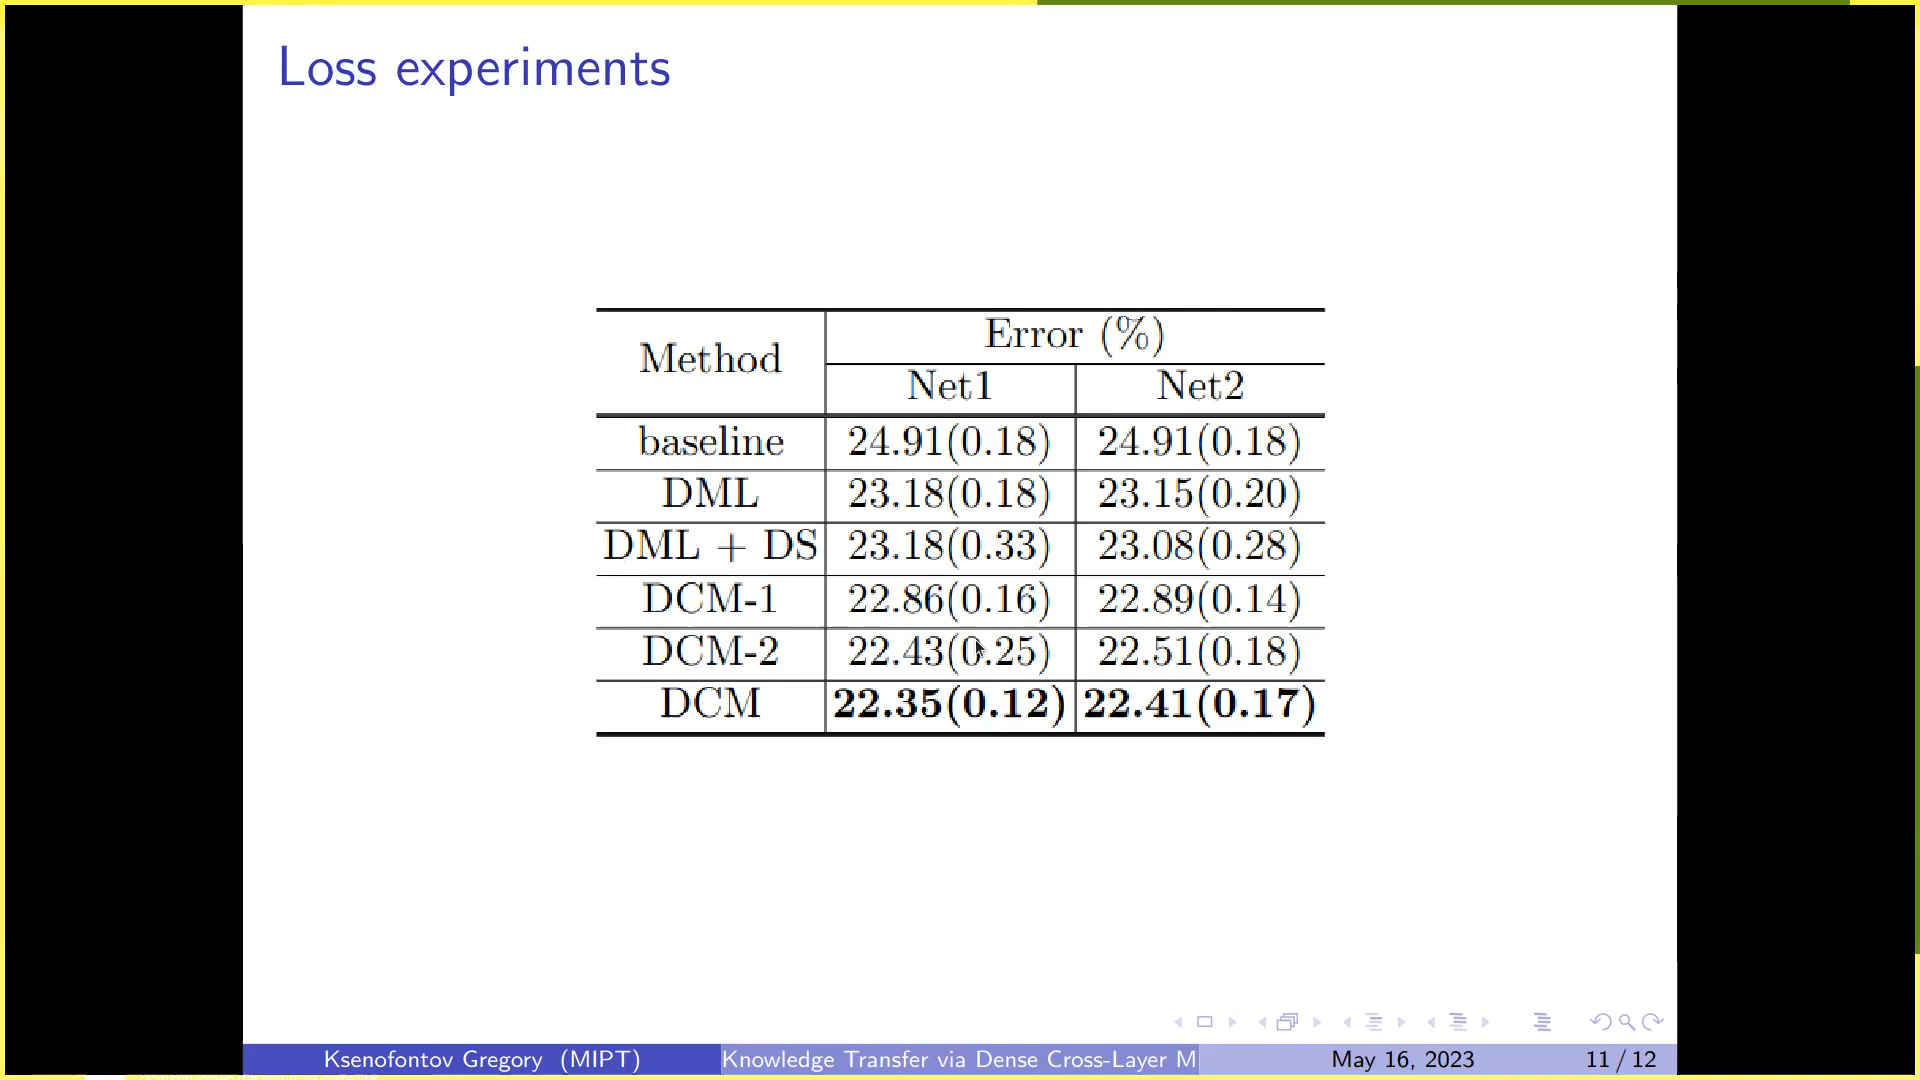 Loss experiments
Method
Error (%)
Net1 Net2
baseline 24.91(0.18) 24.91(0.18)
DML 23.18(0.18) 23.15(0.20)
DML + DS 23.18(0.33) 23.08(0.28)
DCM-1 22.86(0.16) 22.89(0.14)
DCM-2 22.43(0.25) 22.51(0.18)
DCM 22.35(0.12) 22.41(0.17)
Ksenofontov Gregory (MIPT) Knowledge Transfer via Dense Cross-Layer M May 16, 2023 11 / 12